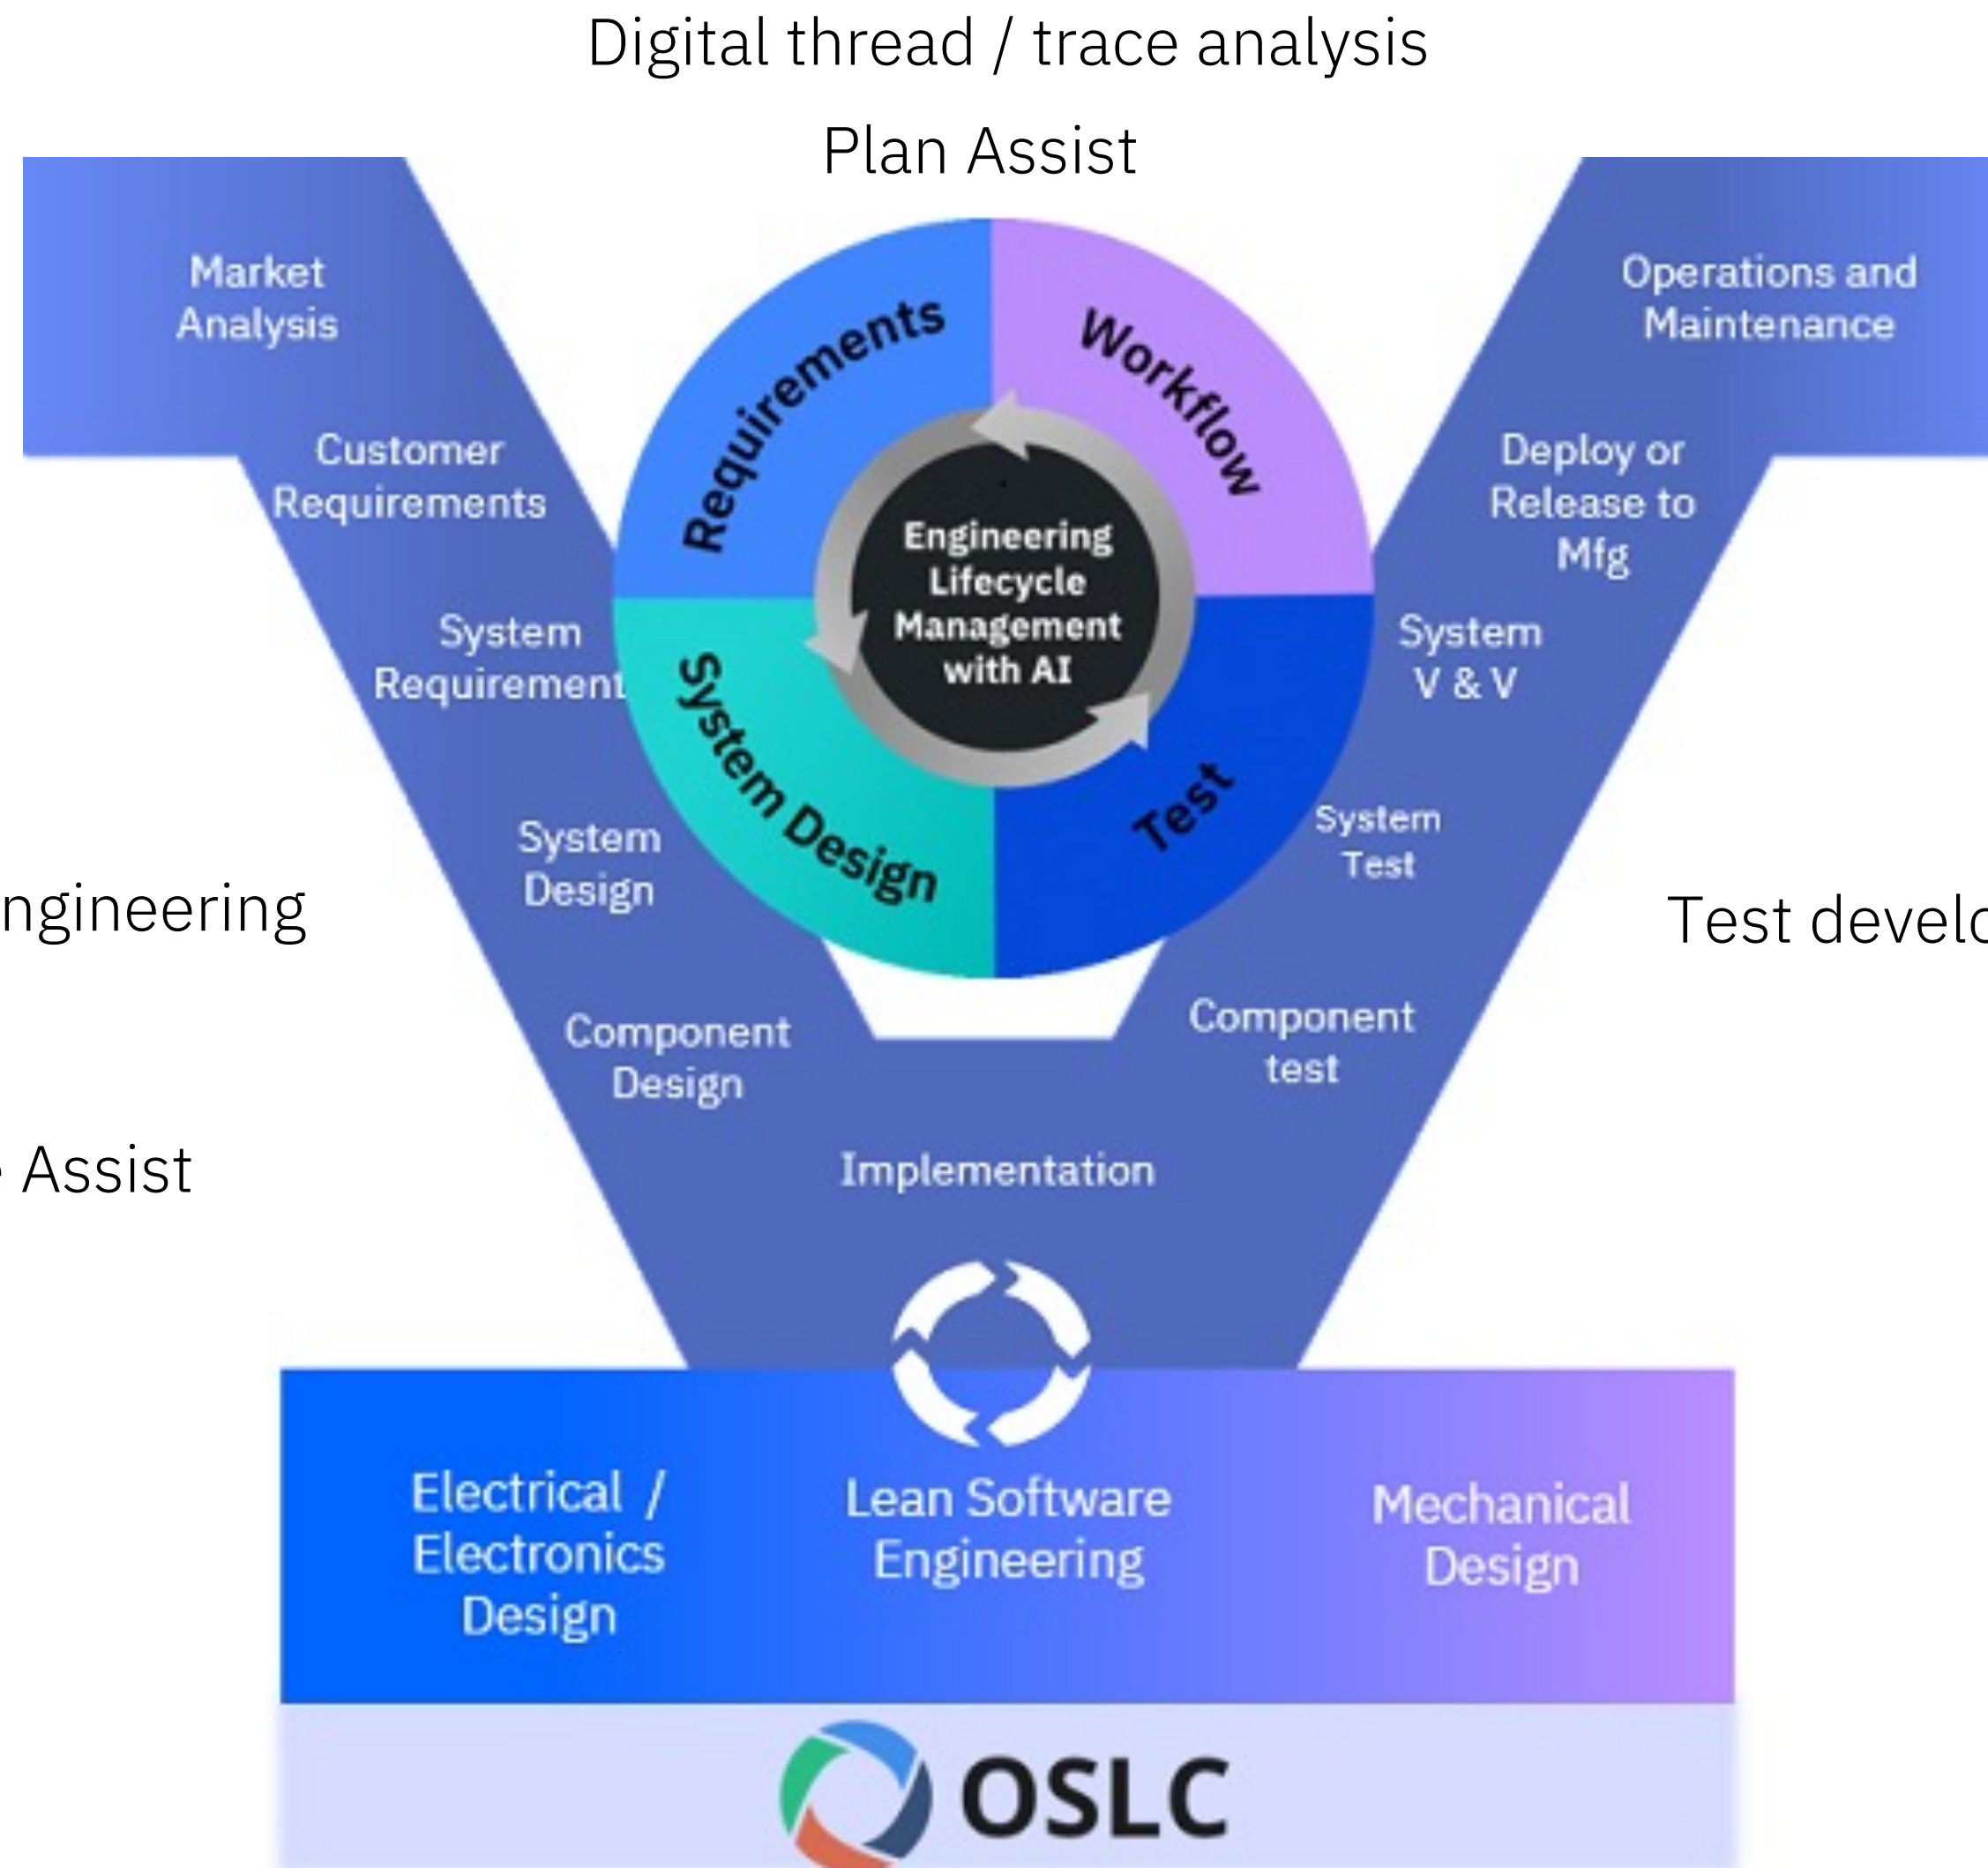 Digital thread / trace analysis
Plan Assist
Market
Analysis
Customer
Requirements
System
Requirement
System
Design
Component
Design
Implementation
Requirements
Workflow
System Design
Test
Engineering
Lifecycle
Management
with AI
Operations and
Maintenance
Deploy or
Release to
Mfg
System
V & V
System
Test
Component
test
ngineering
Assist
Test develo
Electrical /
Electronics
Design
Lean Software
Engineering
Mechanical
Design
OSLC